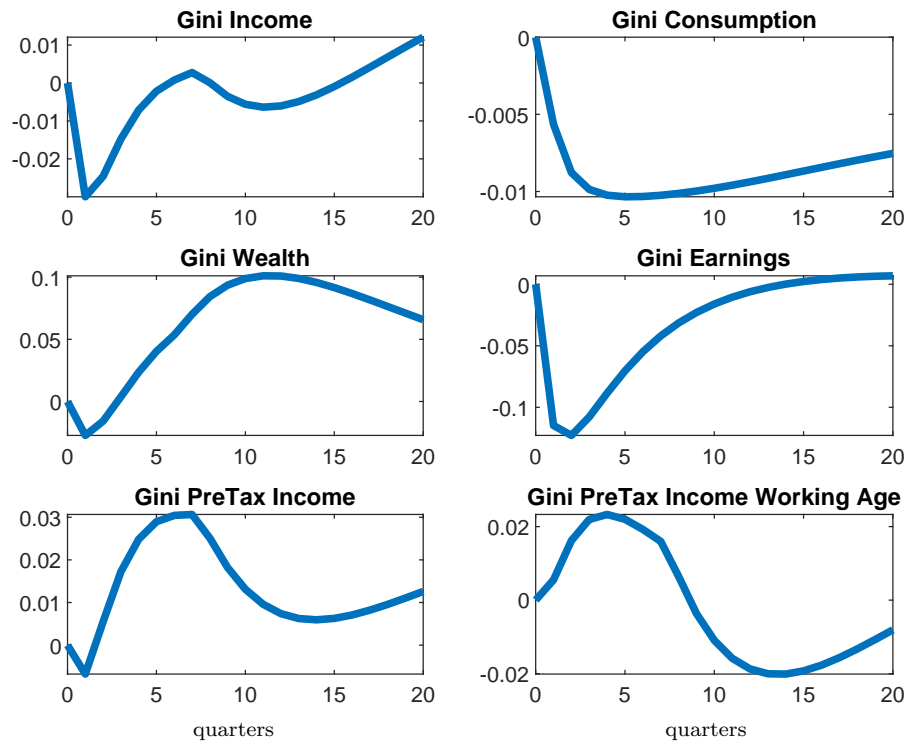 Gini Income
0.01
0
-0.01
-0.02
0 5 10 15 20
Gini Consumption
0
-0.005
-0.01
0 5 10 15 20
Gini Wealth
0.1
0.05
0
0 5 10 15 20
Gini Earnings
0
-0.05
-0.1
0 5 10 15 20
Gini PreTax Income
0.03
0.02
0.01
0
0 5 10 15 20
quarters
Gini PreTax Income Working Age
0.02
0
-0.02
0 5 10 15 20
quarters